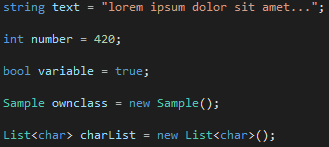 string text = "lorem ipsum dolor sit amet...";
int number = 420;
bool variable = true;
Sample ownclass = new Sample();
List<char> charList = new List<char>();